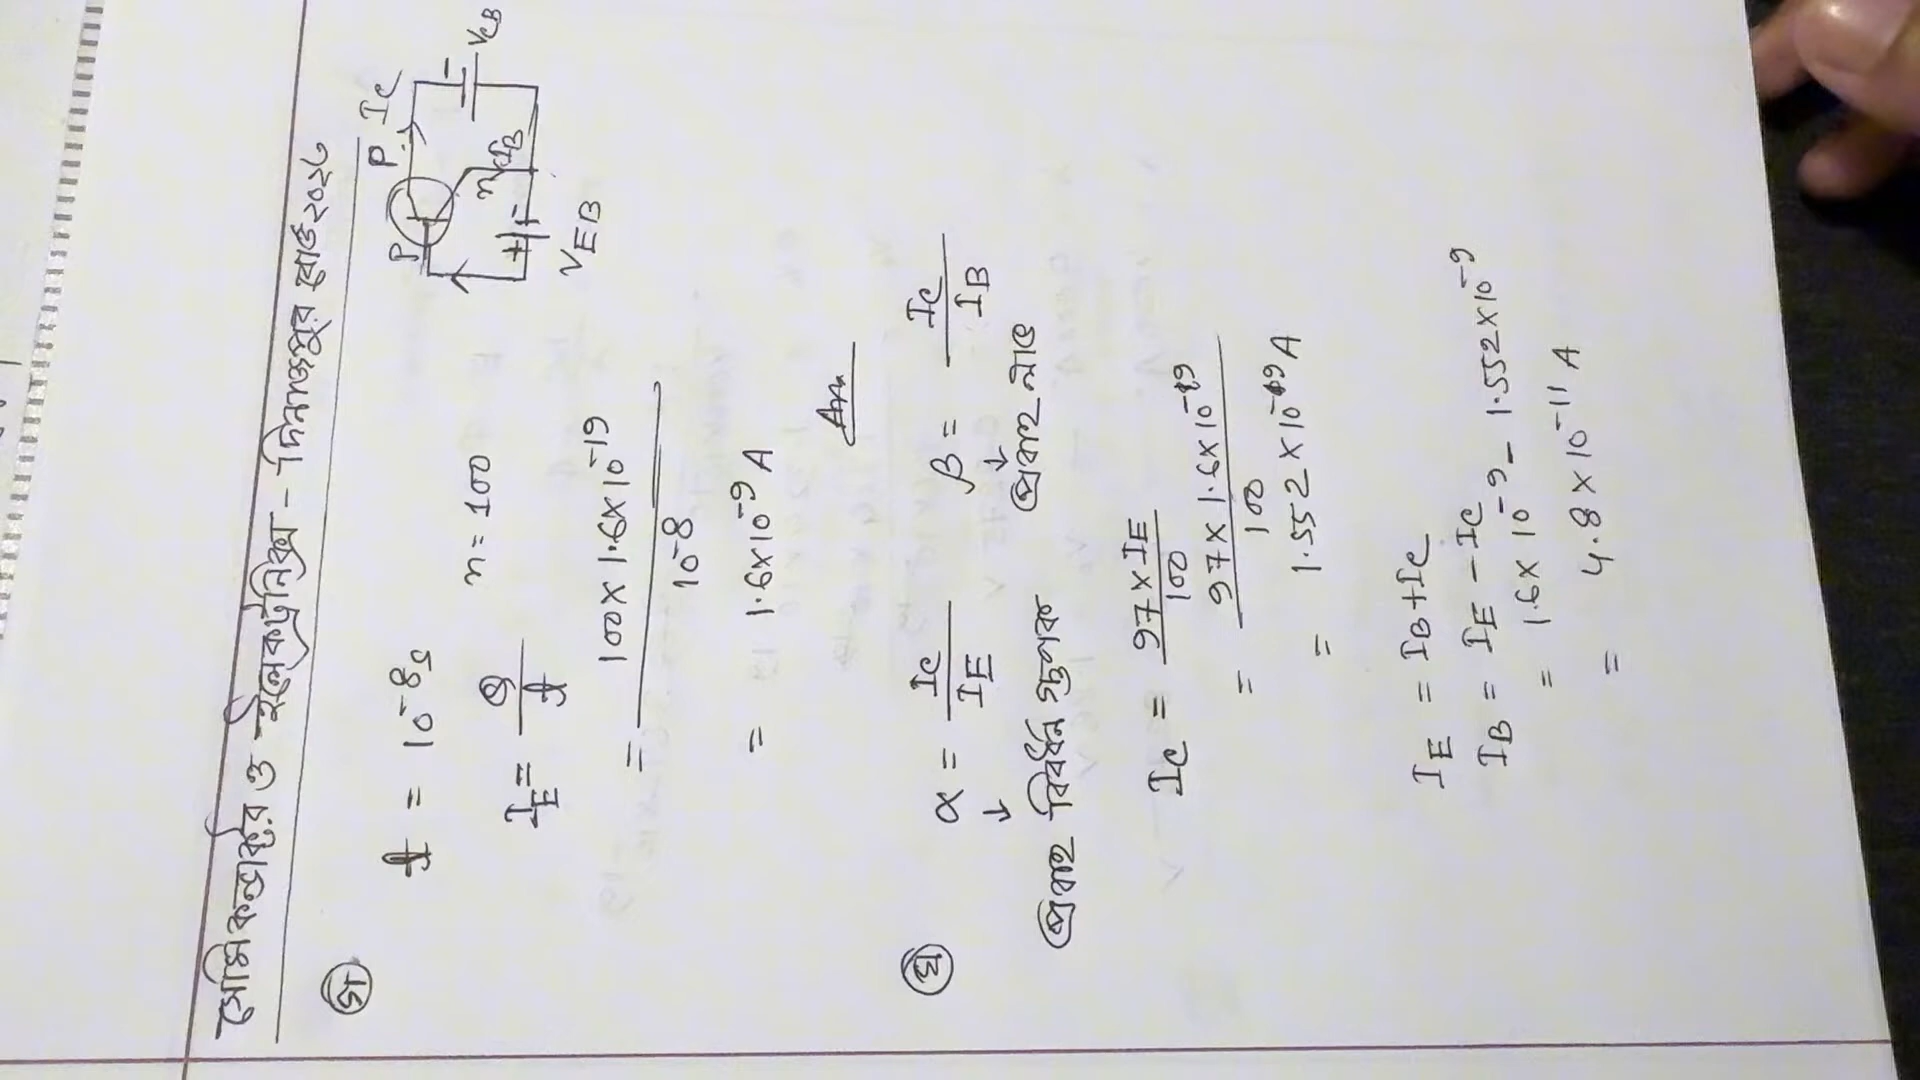 সেমিকন্ডাক্টর ও ইলেকট্রনিক্স - দিনাজপুর বোর্ড ২০১৬
গ
t = 10⁻⁸ s
n = 100
I_E = Q/t
= 100 × 1.6 × 10⁻¹⁹ / 10⁻⁸
= 1.6 × 10⁻⁹ A
Ans
P P I_C
n I_B
V_CB
+ -
V_EB
ঘ
α = I_C/I_E β = I_C/I_B
↓ ↓
প্রবাহ বিবর্ধন গুণক প্রবাহ লাভ
I_C = 97 × I_E / 100
= 97 × 1.6 × 10⁻⁹ / 100
= 1.552 × 10⁻⁹ A
I_E = I_B + I_C
I_B = I_E - I_C
= 1.6 × 10⁻⁹ - 1.552 × 10⁻⁹
= 4.8 × 10⁻¹¹ A